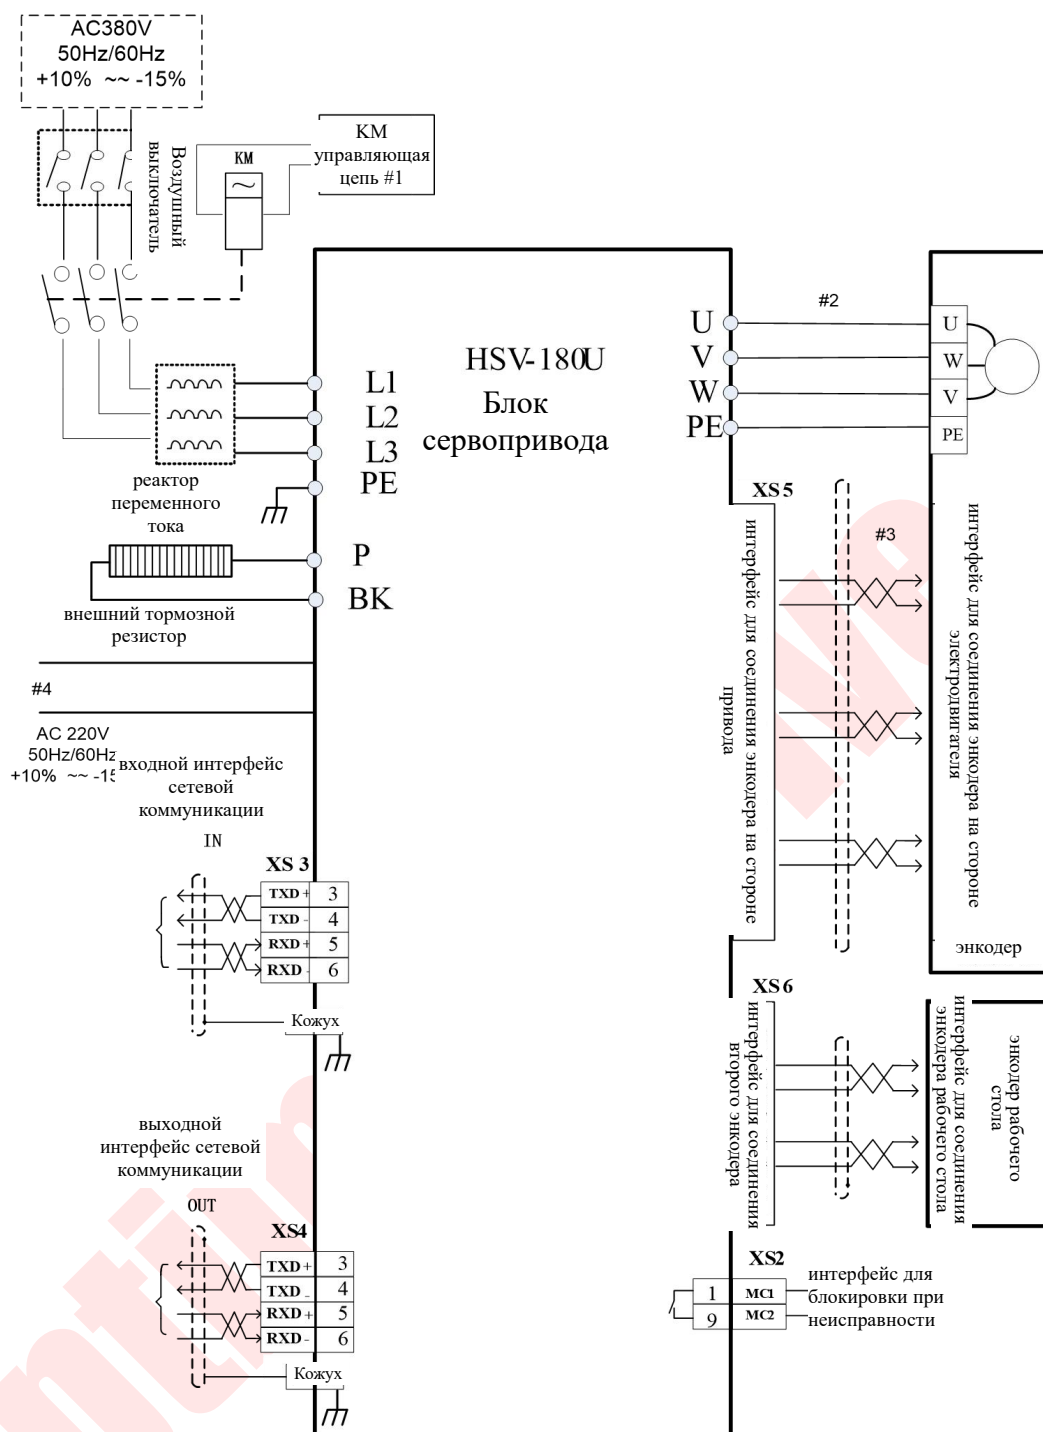 AC380V
50Hz/60Hz
+10% ~~ -15%
Воздушный
выключатель
KM
KM
управляющая
цепь #1
HSV-180U
Блок
сервопривода
L1
L2
L3
PE
P
BK
U
V
W
PE
#2
U
W
V
PE
реактор
переменного
тока
внешний тормозной
резистор
#4
AC 220V
50Hz/60Hz
+10% ~~ -15
входной интерфейс
сетевой
коммуникации
IN
XS 3
TXD + 3
TXD - 4
RXD + 5
RXD - 6
Кожух
выходной
интерфейс сетевой
коммуникации
OUT
XS4
TXD + 3
TXD - 4
RXD + 5
RXD - 6
Кожух
XS5
интерфейс для соединения энкодера на стороне
привода
#3
интерфейс для соединения энкодера на стороне
электродвигателя
энкодер
XS6
интерфейс для соединения
второго энкодера
интерфейс для соединения
энкодера рабочего стола
энкодер рабочего
стола
XS2
1 MC1
9 MC2
интерфейс для
блокировки при
неисправности